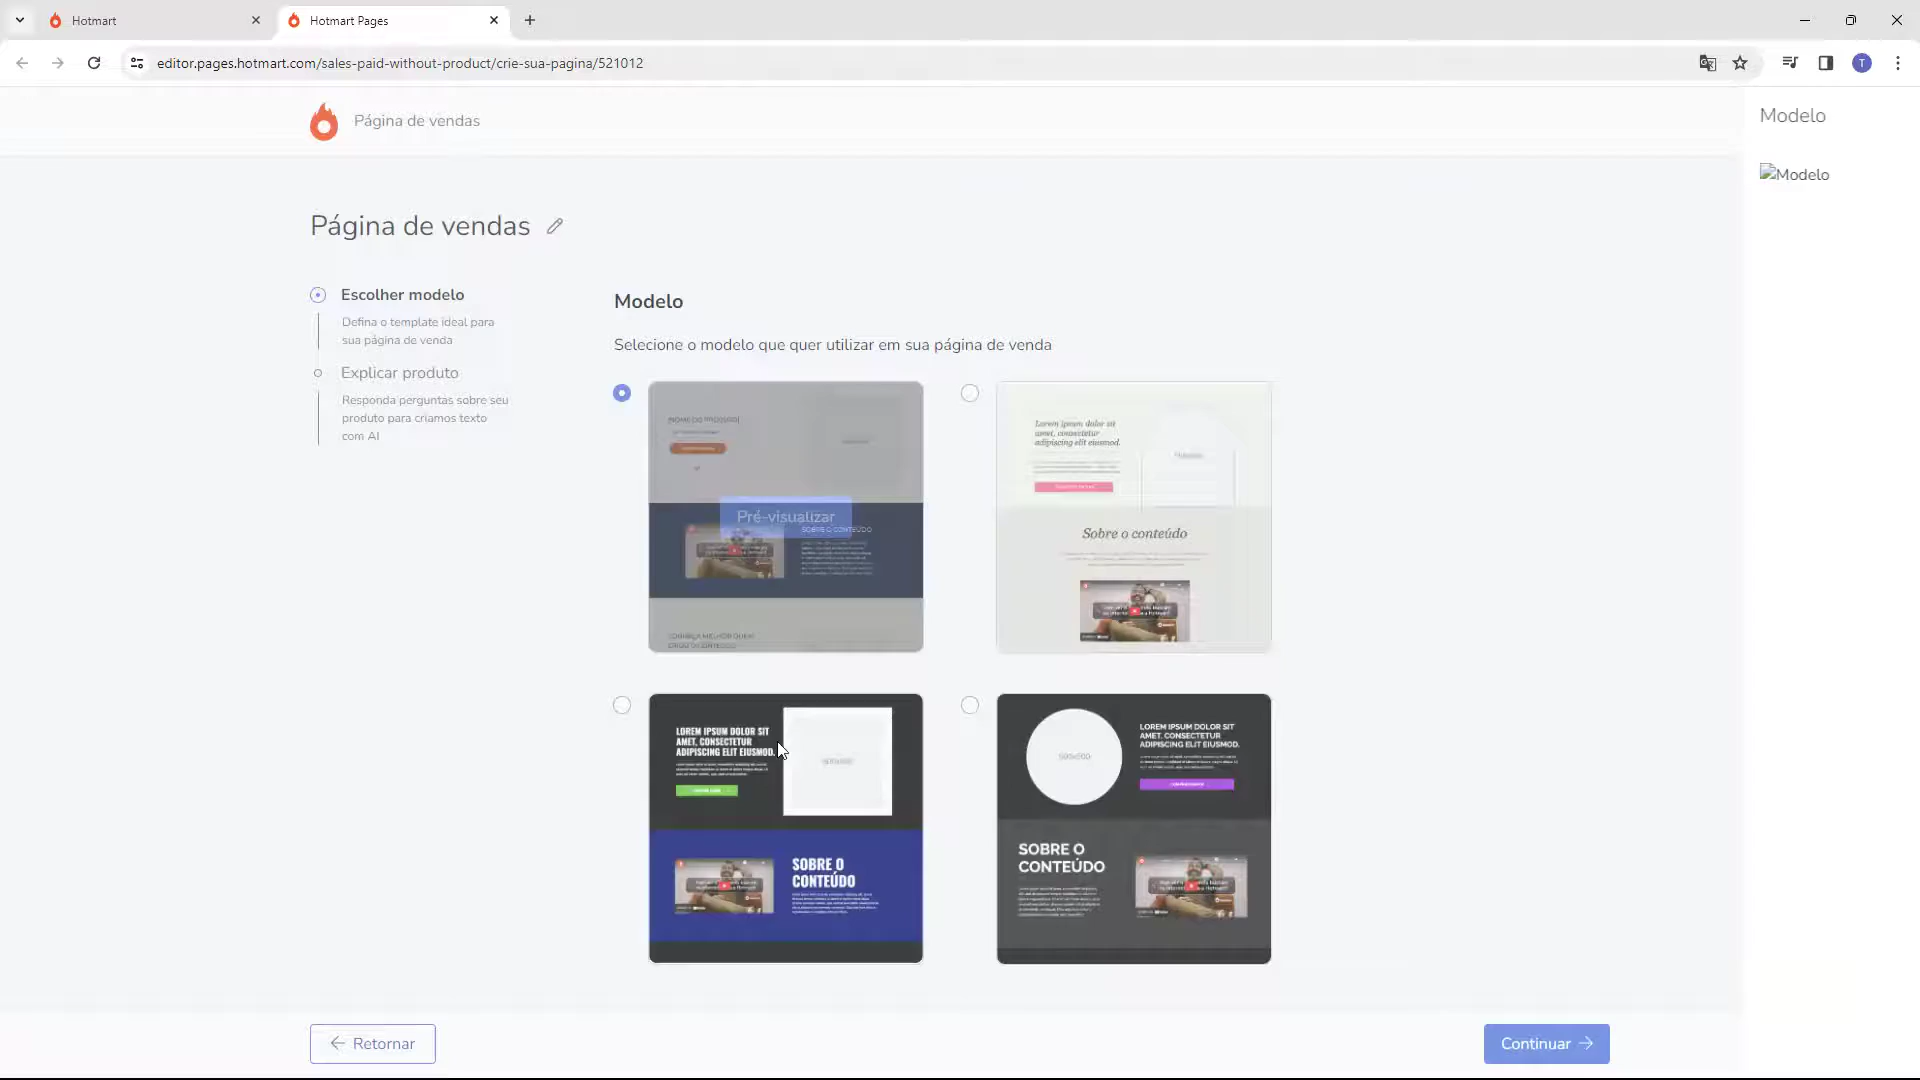 Hotmart
Hotmart Pages
editor.pages.hotmart.com/sales-paid-without-product/crie-sua-pagina/521012
T
Página de vendas
Modelo
Modelo
Página de vendas
Escolher modelo
Defina o template ideal para
sua página de venda
Explicar produto
Responda perguntas sobre seu
produto para criamos texto
com AI
Modelo
Selecione o modelo que quer utilizar em sua página de venda
Pré-visualizar
SOBRE O CONTEÚDO
Lorem ipsum dolor sit
amet, consectetur
adipiscing elit eiusmod.
Sobre o conteúdo
LOREM IPSUM DOLOR SIT
AMET, CONSECTETUR
ADIPISCING ELIT EIUSMOD.
SOBRE O
CONTEÚDO
LOREM IPSUM DOLOR SIT
AMET, CONSECTETUR
ADIPISCING ELIT EIUSMOD.
SOBRE O
CONTEÚDO
Retornar
Continuar